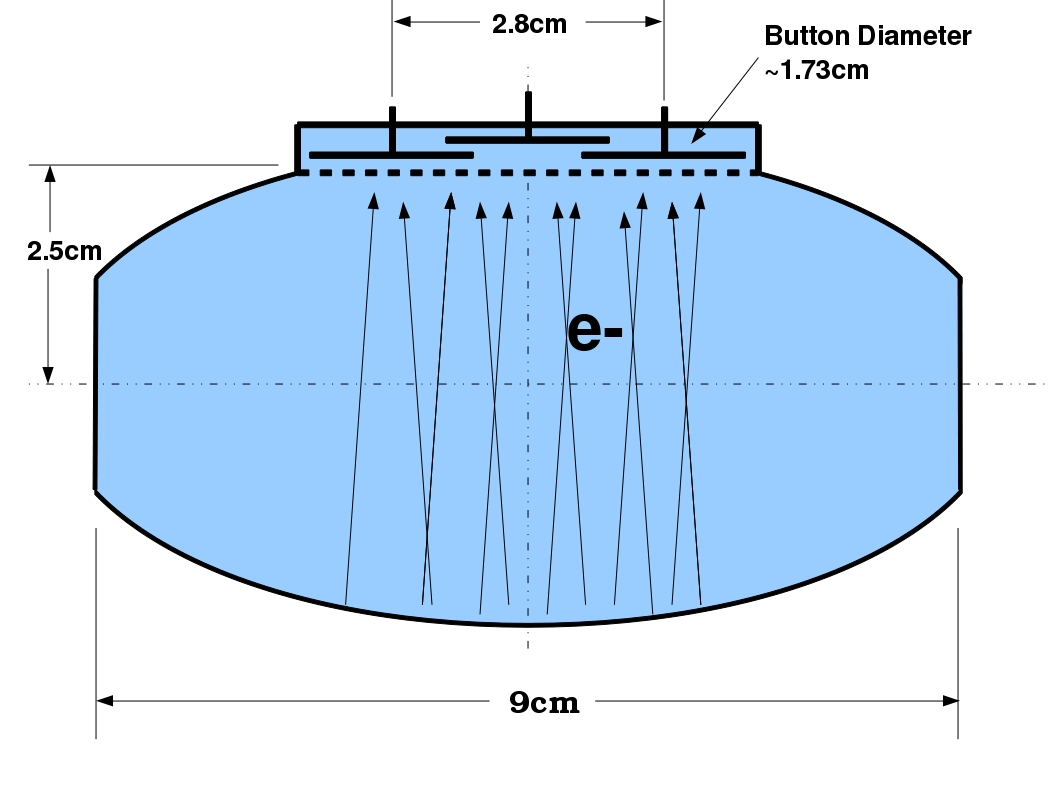 2.8cm
Button Diameter
~1.73cm
2.5cm
e-
9cm